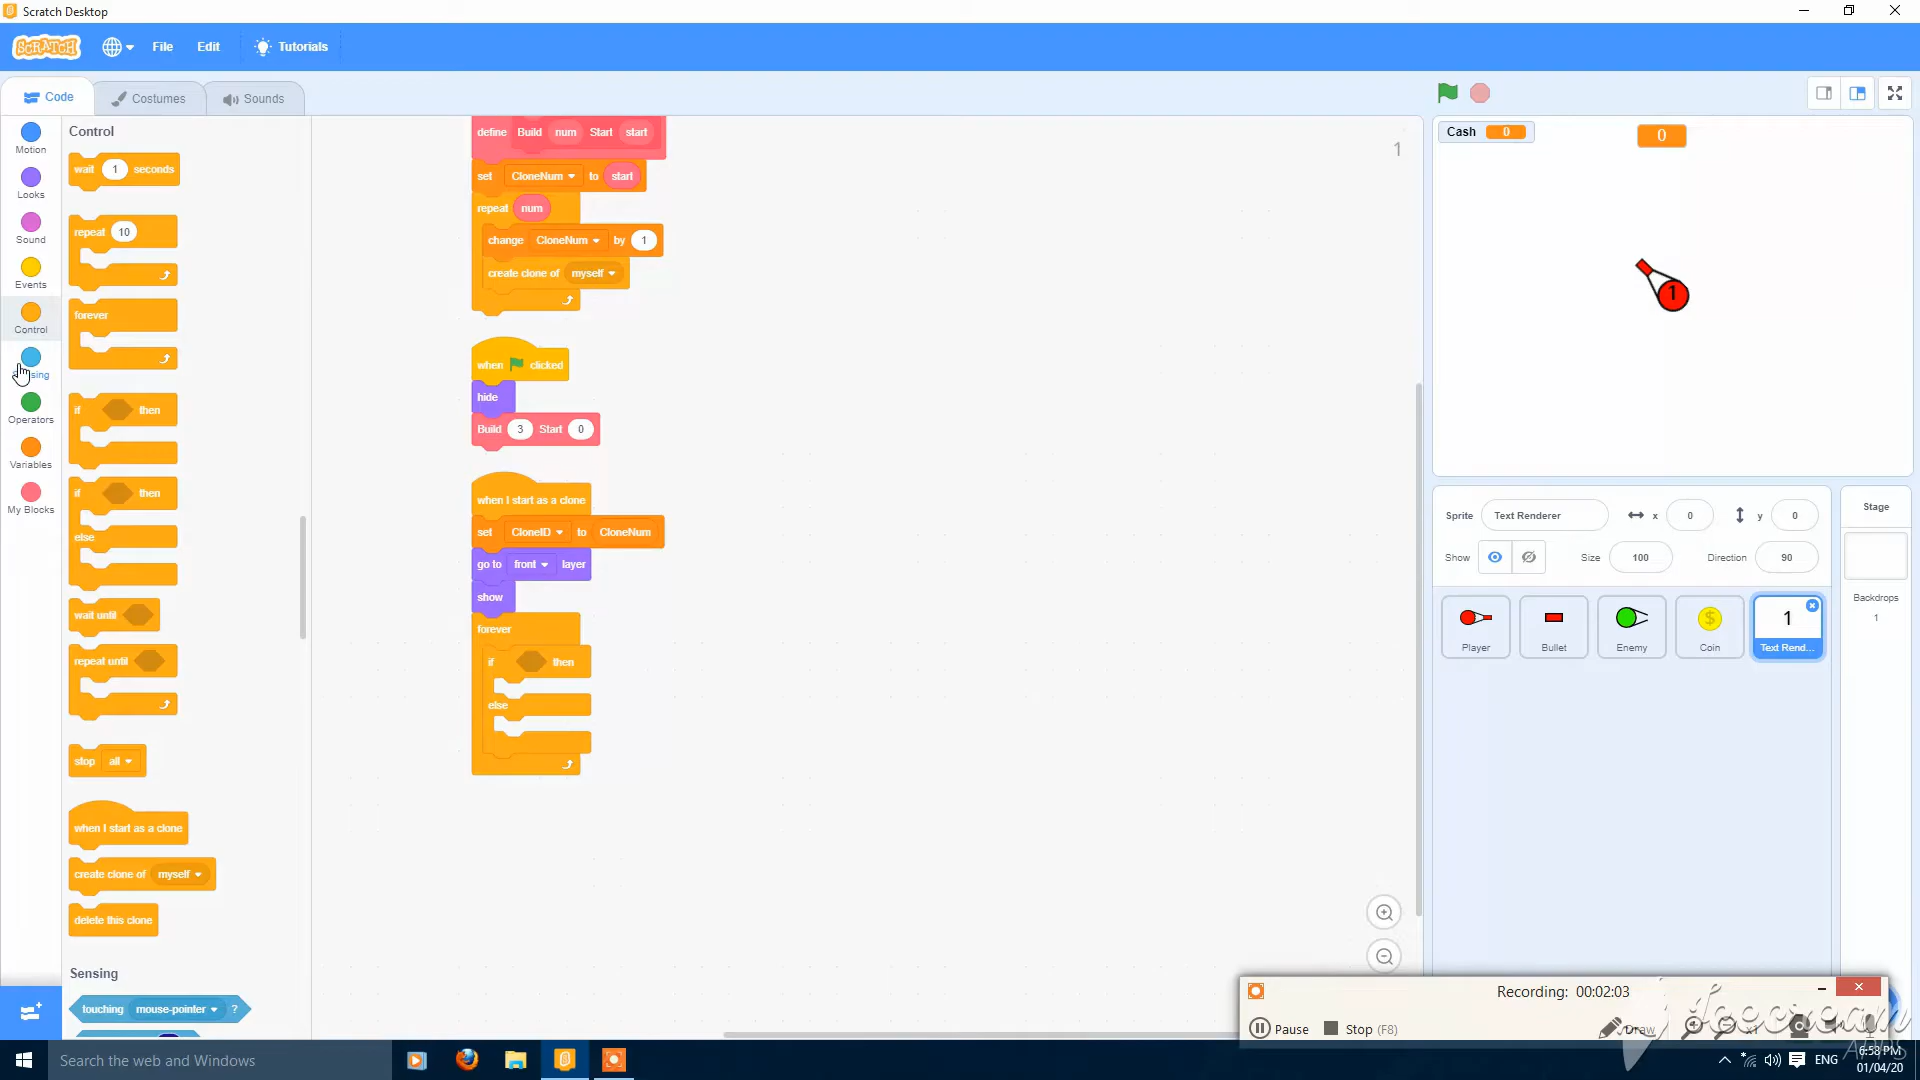 Scratch Desktop
SCRATCH
File
Edit
Tutorials
Code
Costumes
Sounds
Motion
Looks
Sound
Events
Control
Operators
Variables
My Blocks
Control
wait 1 seconds
repeat 10
forever
if then
if then
else
wait until
repeat until
stop all
when I start as a clone
create clone of myself
delete this clone
Sensing
touching mouse-pointer ?
define Build num Start start
set CloneNum to start
repeat num
change CloneNum by 1
create clone of myself
when clicked
hide
Build 3 Start 0
when I start as a clone
set CloneID to CloneNum
go to front layer
show
forever
if then
else
1
Cash 0
0
1
Sprite Text Renderer x 0 y 0
Show Size 100 Direction 90
Player
Bullet
Enemy
$
Coin
1
Text Rend...
Stage
Backdrops
1
Recording: 00:02:03
Pause
Stop (F8)
Draw
x1
Icecream
APPS
Search the web and Windows
ENG
6:58 PM
01/04/20